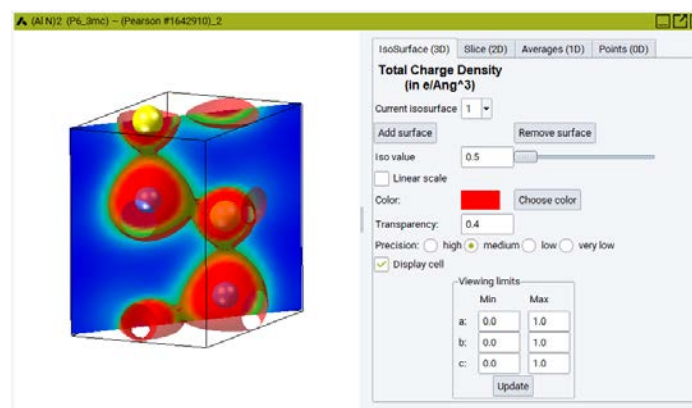 (Al N)2 (P6_3mc) – (Pearson #1642910)_2
IsoSurface (3D) Slice (2D) Averages (1D) Points (0D)
Total Charge Density
(in e/Ang^3)
Current isosurface 1
Add surface Remove surface
Iso value 0.5
Linear scale
Color: Choose color
Transparency: 0.4
Precision: high medium low very low
Display cell
Viewing limits
Min Max
a: 0.0 1.0
b: 0.0 1.0
c: 0.0 1.0
Update